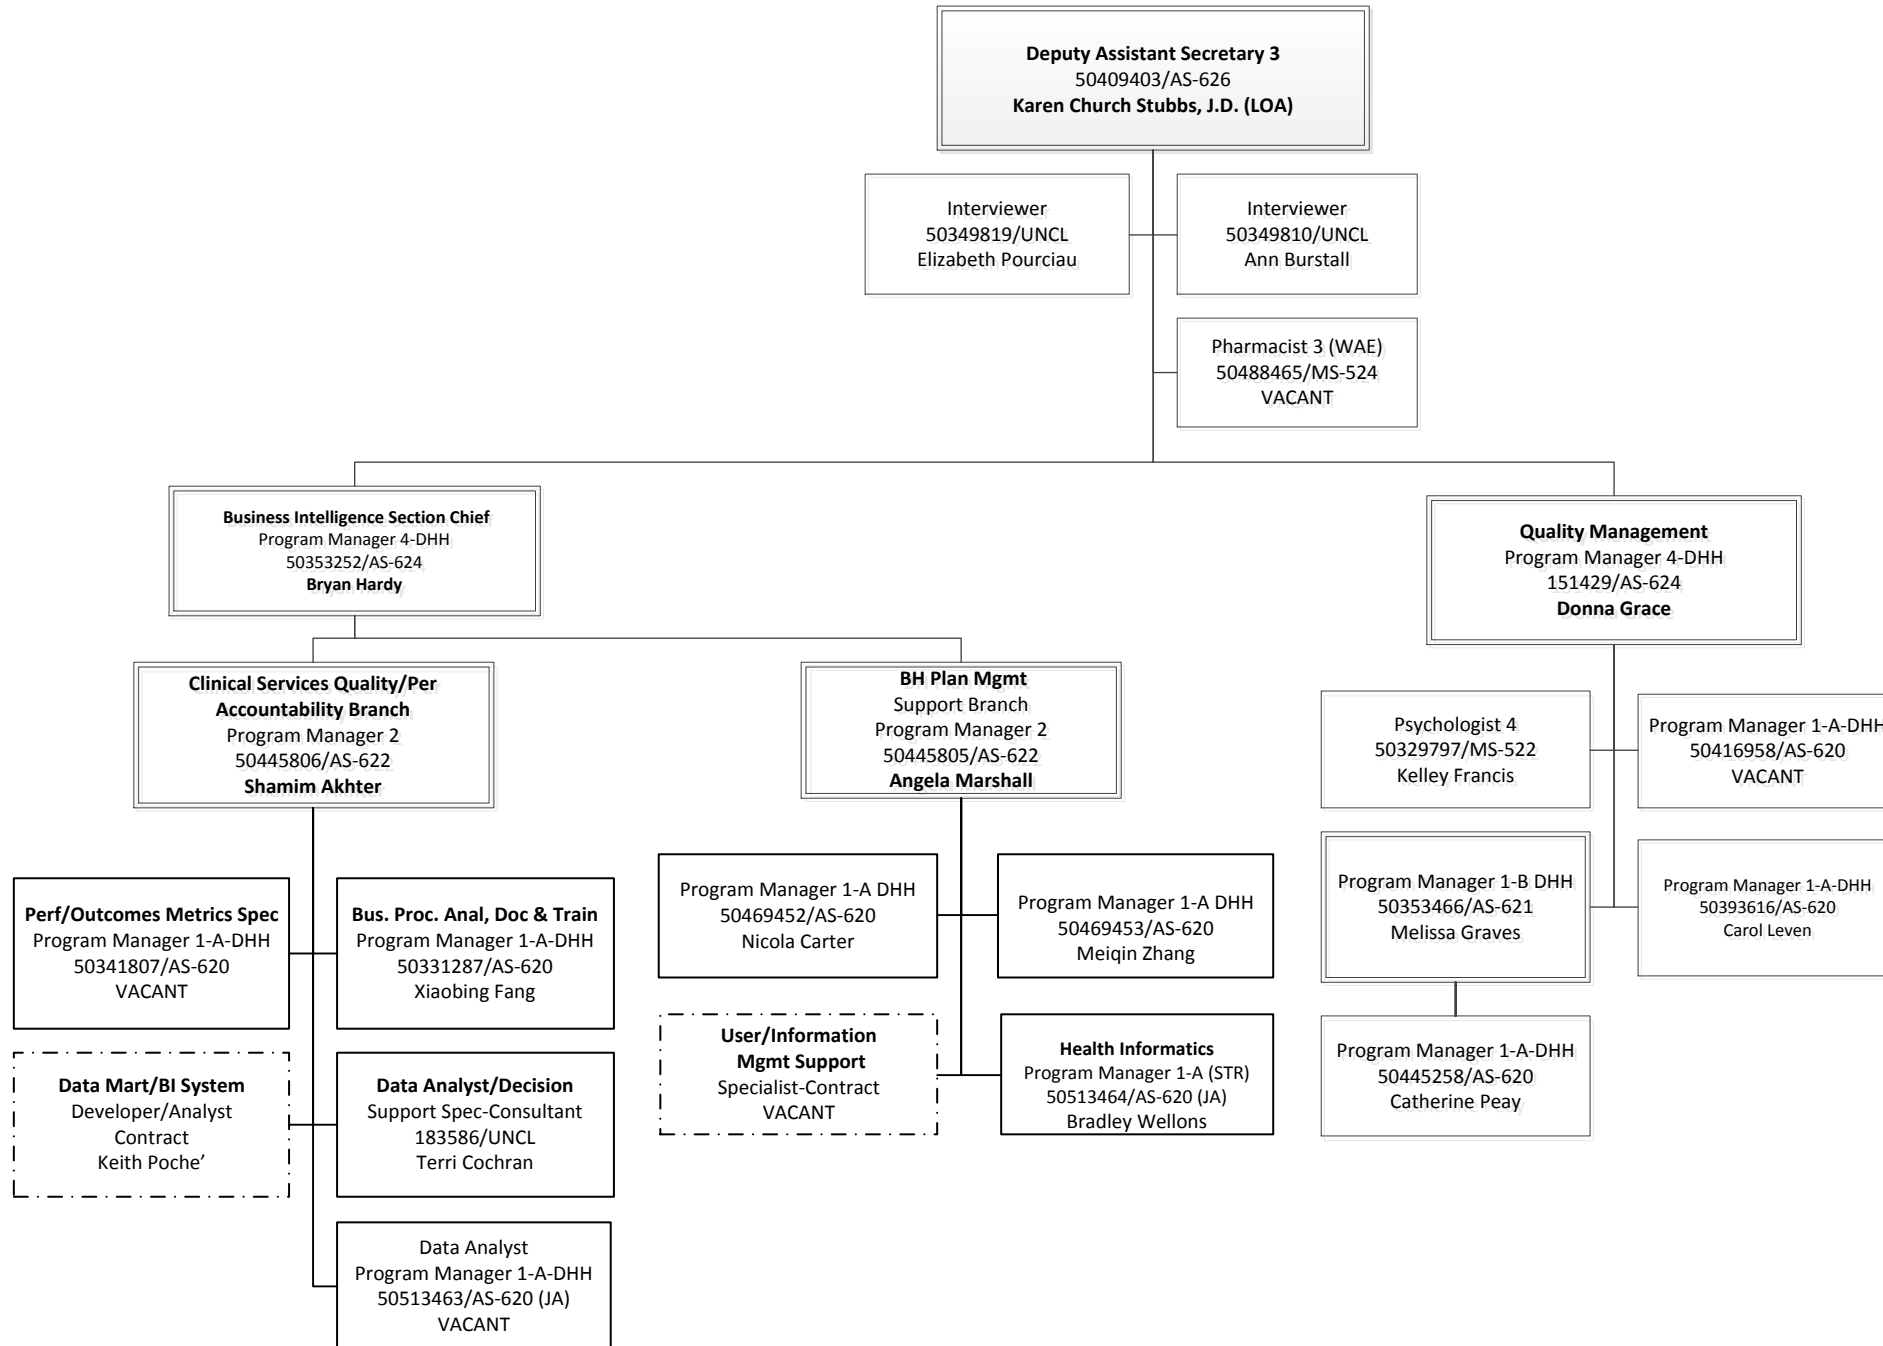 Deputy Assistant Secretary 3
50409403/AS-626
Karen Church Stubbs, J.D. (LOA)
Interviewer
50349819/UNCL
Elizabeth Pourciau
Interviewer
50349810/UNCL
Ann Burstall
Pharmacist 3 (WAE)
50488465/MS-524
VACANT
Business Intelligence Section Chief
Program Manager 4-DHH
50353252/AS-624
Bryan Hardy
Quality Management
Program Manager 4-DHH
151429/AS-624
Donna Grace
Clinical Services Quality/Per
Accountability Branch
Program Manager 2
50445806/AS-622
Shamim Akhter
BH Plan Mgmt
Support Branch
Program Manager 2
50445805/AS-622
Angela Marshall
Psychologist 4
50329797/MS-522
Kelley Francis
Program Manager 1-A-DHH
50416958/AS-620
VACANT
Perf/Outcomes Metrics Spec
Program Manager 1-A-DHH
50341807/AS-620
VACANT
Bus. Proc. Anal, Doc & Train
Program Manager 1-A-DHH
50331287/AS-620
Xiaobing Fang
Program Manager 1-A DHH
50469452/AS-620
Nicola Carter
Program Manager 1-A DHH
50469453/AS-620
Meiqin Zhang
Program Manager 1-B DHH
50353466/AS-621
Melissa Graves
Program Manager 1-A-DHH
50393616/AS-620
Carol Leven
Data Mart/BI System
Developer/Analyst
Contract
Keith Poche’
Data Analyst/Decision
Support Spec-Consultant
183586/UNCL
Terri Cochran
User/Information
Mgmt Support
Specialist-Contract
VACANT
Health Informatics
Program Manager 1-A (STR)
50513464/AS-620 (JA)
Bradley Wellons
Program Manager 1-A-DHH
50445258/AS-620
Catherine Peay
Data Analyst
Program Manager 1-A-DHH
50513463/AS-620 (JA)
VACANT